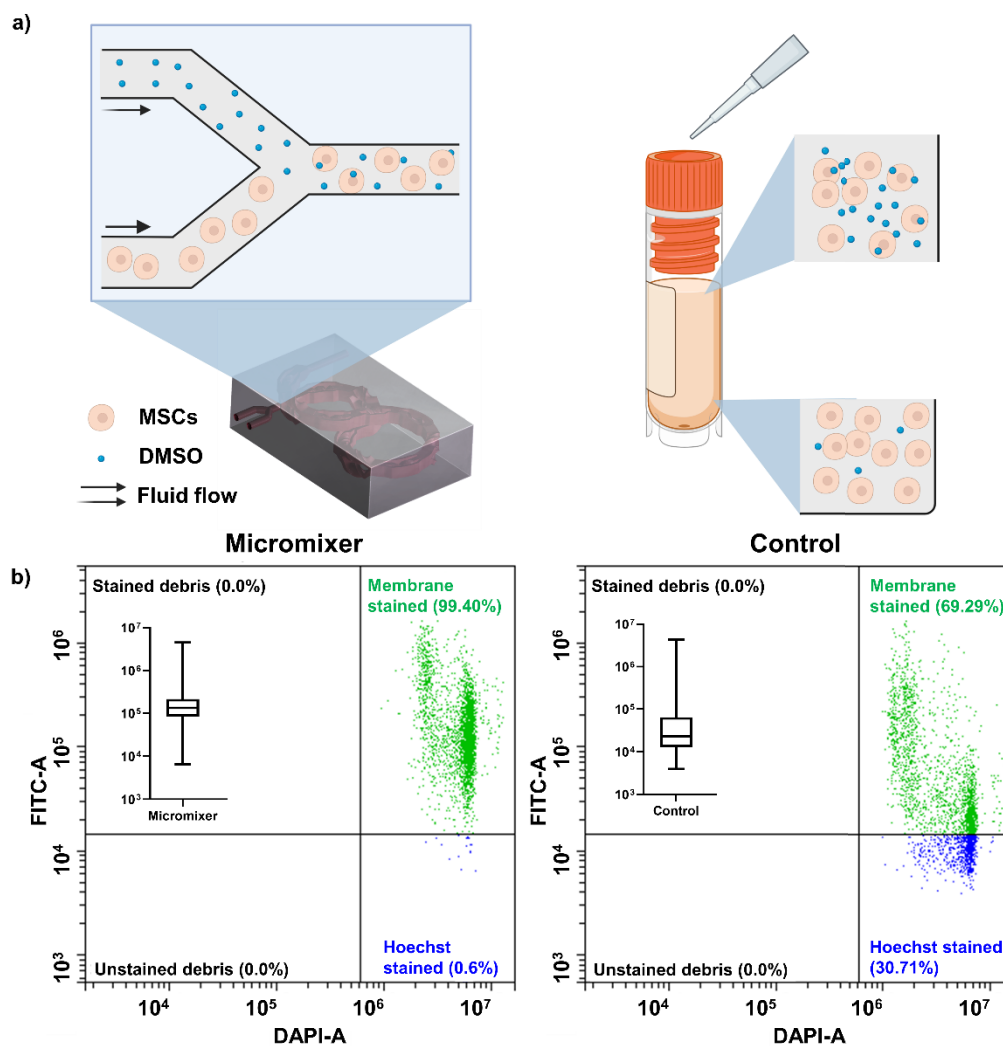 a)
MSCs
DMSO
Fluid flow
Micromixer
Control
b)
Stained debris (0.0%)
Membrane
stained (99.40%)
10⁷
10⁶
10⁵
10⁴
10³
Micromixer
FITC-A
10⁶
10⁵
10⁴
10³
Unstained debris (0.0%)
Hoechst
stained (0.6%)
10⁴
10⁵
10⁶
10⁷
DAPI-A
Stained debris (0.0%)
Membrane
stained (69.29%)
10⁷
10⁶
10⁵
10⁴
10³
Control
FITC-A
10⁶
10⁵
10⁴
10³
Unstained debris (0.0%)
Hoechst stained
(30.71%)
10⁴
10⁵
10⁶
10⁷
DAPI-A